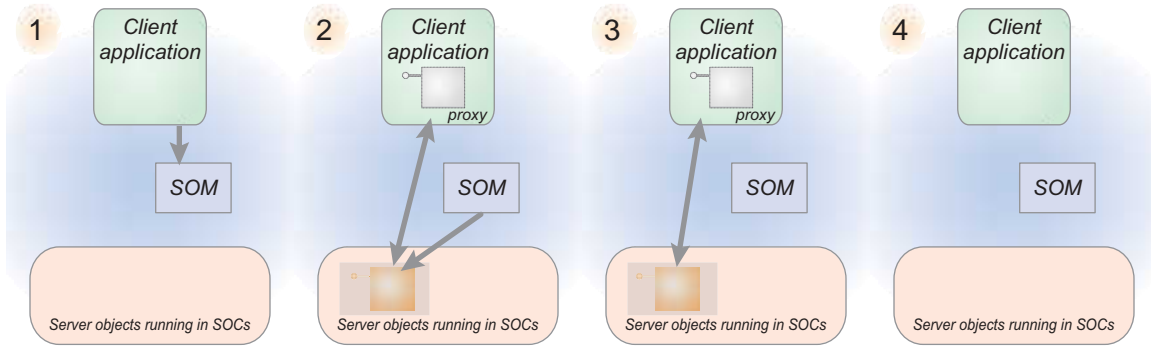 1
Client
application
SOM
Server objects running in SOCs
2
Client
application
proxy
SOM
Server objects running in SOCs
3
Client
application
proxy
SOM
Server objects running in SOCs
4
Client
application
SOM
Server objects running in SOCs